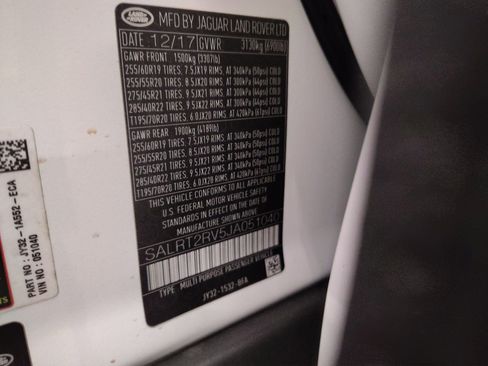 LAND ROVER
MFD BY JAGUAR LAND ROVER LTD
DATE 12/17 GVWR 3130kg (6900lb)
GAWR FRONT 1500kg (3307lb)
255/60R19 TIRES, 7.5JX19 RIMS, AT 340kPa (50psi) COLD
255/55R20 TIRES, 8.5JX20 RIMS, AT 300kPa (44psi) COLD
275/45R21 TIRES, 9.5JX21 RIMS, AT 300kPa (44psi) COLD
285/40R22 TIRES, 9.5JX22 RIMS, AT 300kPa (44psi) COLD
T195/70R20 TIRES, 6.0JX20 RIMS, AT 420kPa (61psi) COLD
GAWR REAR 1900kg (4189lb)
255/60R19 TIRES, 7.5JX19 RIMS, AT 340kPa (50psi) COLD
255/55R20 TIRES, 8.5JX20 RIMS, AT 340kPa (50psi) COLD
275/45R21 TIRES, 9.5JX21 RIMS, AT 340kPa (50psi) COLD
285/40R22 TIRES, 9.5JX22 RIMS, AT 340kPa (50psi) COLD
T195/70R20 TIRES, 6.0JX20 RIMS, AT 420kPa (61psi) COLD
THIS VEHICLE CONFORMS TO ALL APPLICABLE
U.S. FEDERAL MOTOR VEHICLE SAFETY STANDARDS IN
EFFECT ON THE DATE OF MANUFACTURE SHOWN ABOVE.
SALRT2RV5JA051040
TYPE: MULTI PURPOSE PASSENGER VEHICLE
JY32-1532-BFA
PART NO: JY32-1A552-ECA
VIN NO: 051040